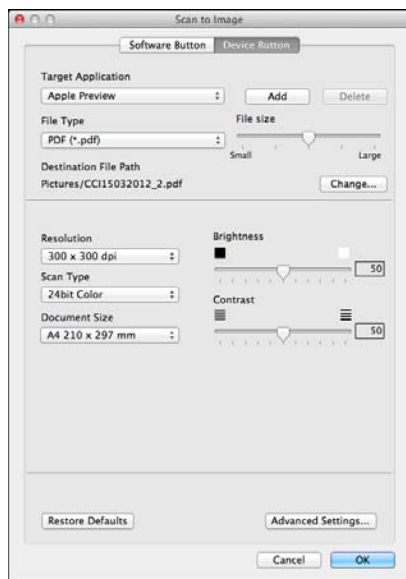 Scan to Image
Software Button Device Button
Target Application
Apple Preview Add Delete
File Type File size
PDF (*.pdf)
Small Large
Destination File Path
Pictures/CCI15032012_2.pdf Change...
Resolution Brightness
300 x 300 dpi 50
Scan Type
24bit Color Contrast
Document Size 50
A4 210 x 297 mm
Restore Defaults Advanced Settings...
Cancel OK